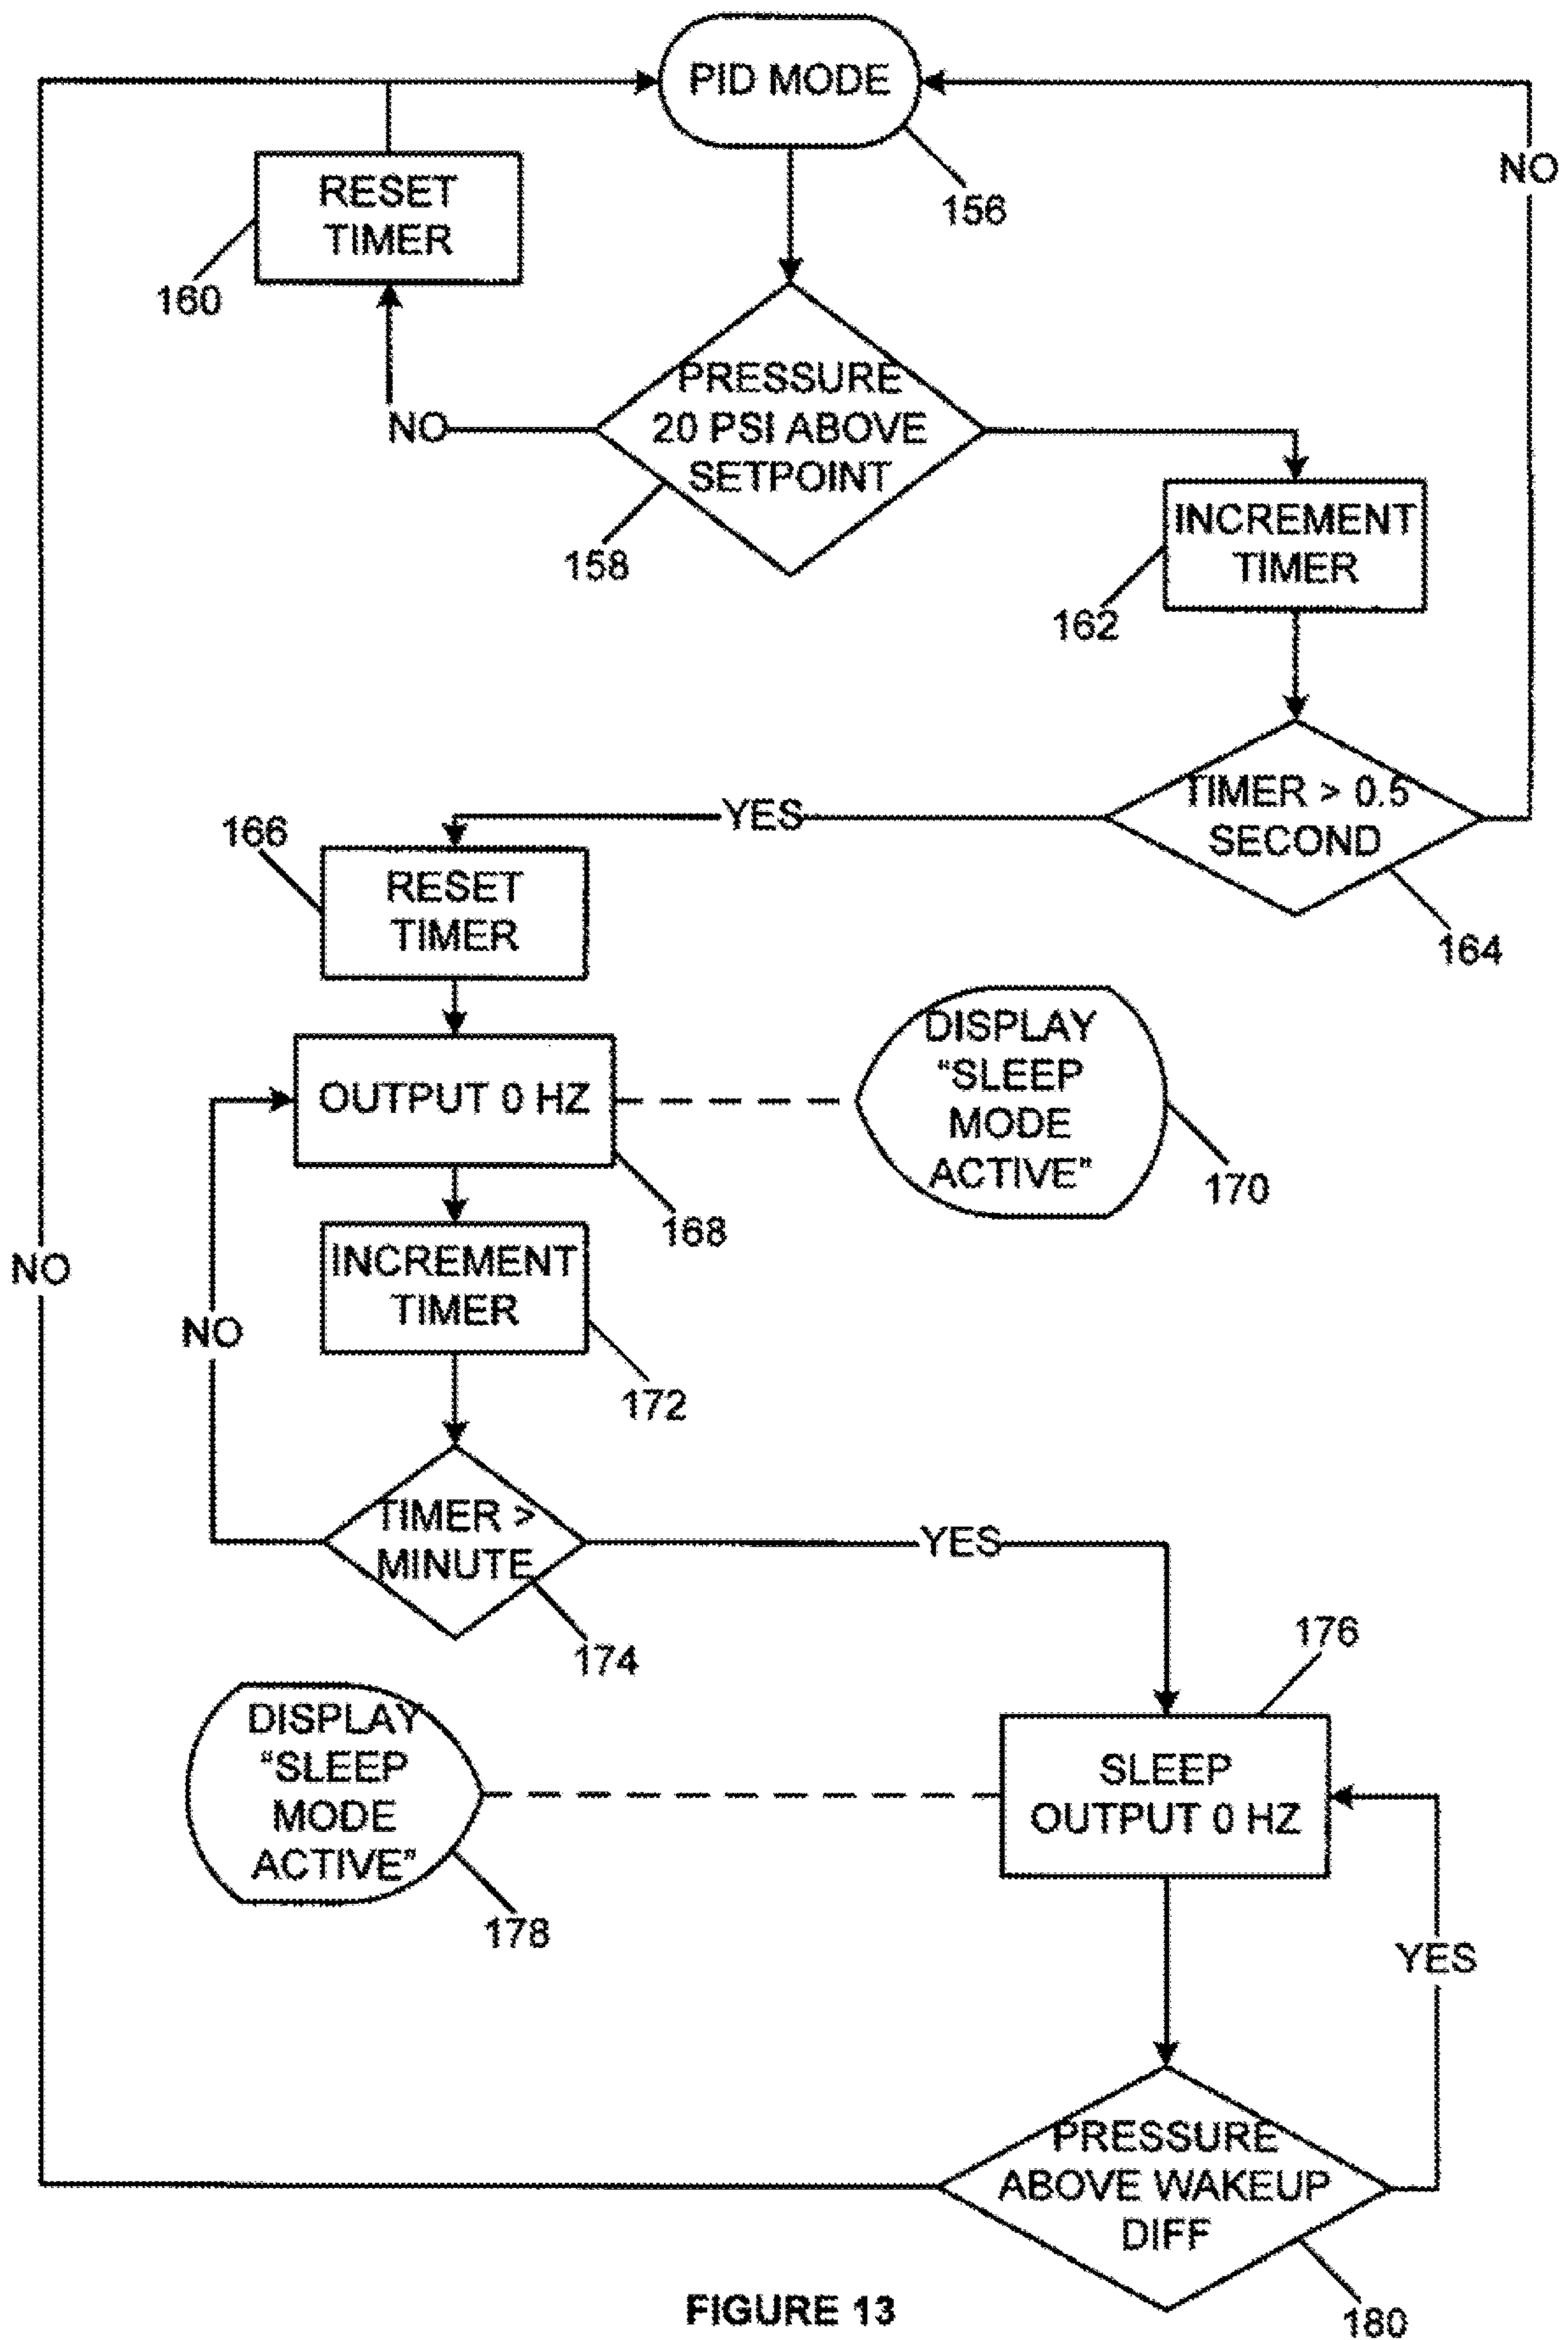 PID MODE
NO
156
RESET
TIMER
160
PRESSURE
20 PSI ABOVE
SETPOINT
NO
158
INCREMENT
TIMER
162
TIMER > 0.5
SECOND
YES
164
166
RESET
TIMER
DISPLAY
“SLEEP
MODE
ACTIVE”
170
OUTPUT 0 HZ
168
INCREMENT
TIMER
172
NO
NO
TIMER >
MINUTE
YES
174
176
DISPLAY
“SLEEP
MODE
ACTIVE”
178
SLEEP
OUTPUT 0 HZ
YES
PRESSURE
ABOVE WAKEUP
DIFF
180
FIGURE 13